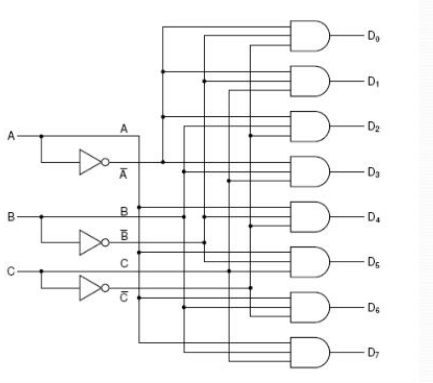 D₀
D₁
A A D₂
A̅ D₃
B B D₄
B̅
C C D₅
C̅ D₆
D₇